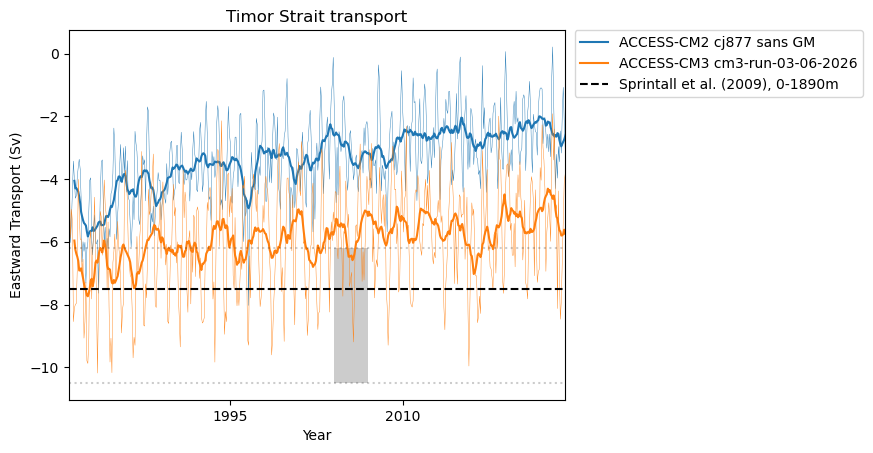 Timor Strait transport
ACCESS-CM2 cj877 sans GM
ACCESS-CM3 cm3-run-03-06-2026
Sprintall et al. (2009), 0-1890m
Eastward Transport (Sv)
0
−2
−4
−6
−8
−10
1995
2010
Year